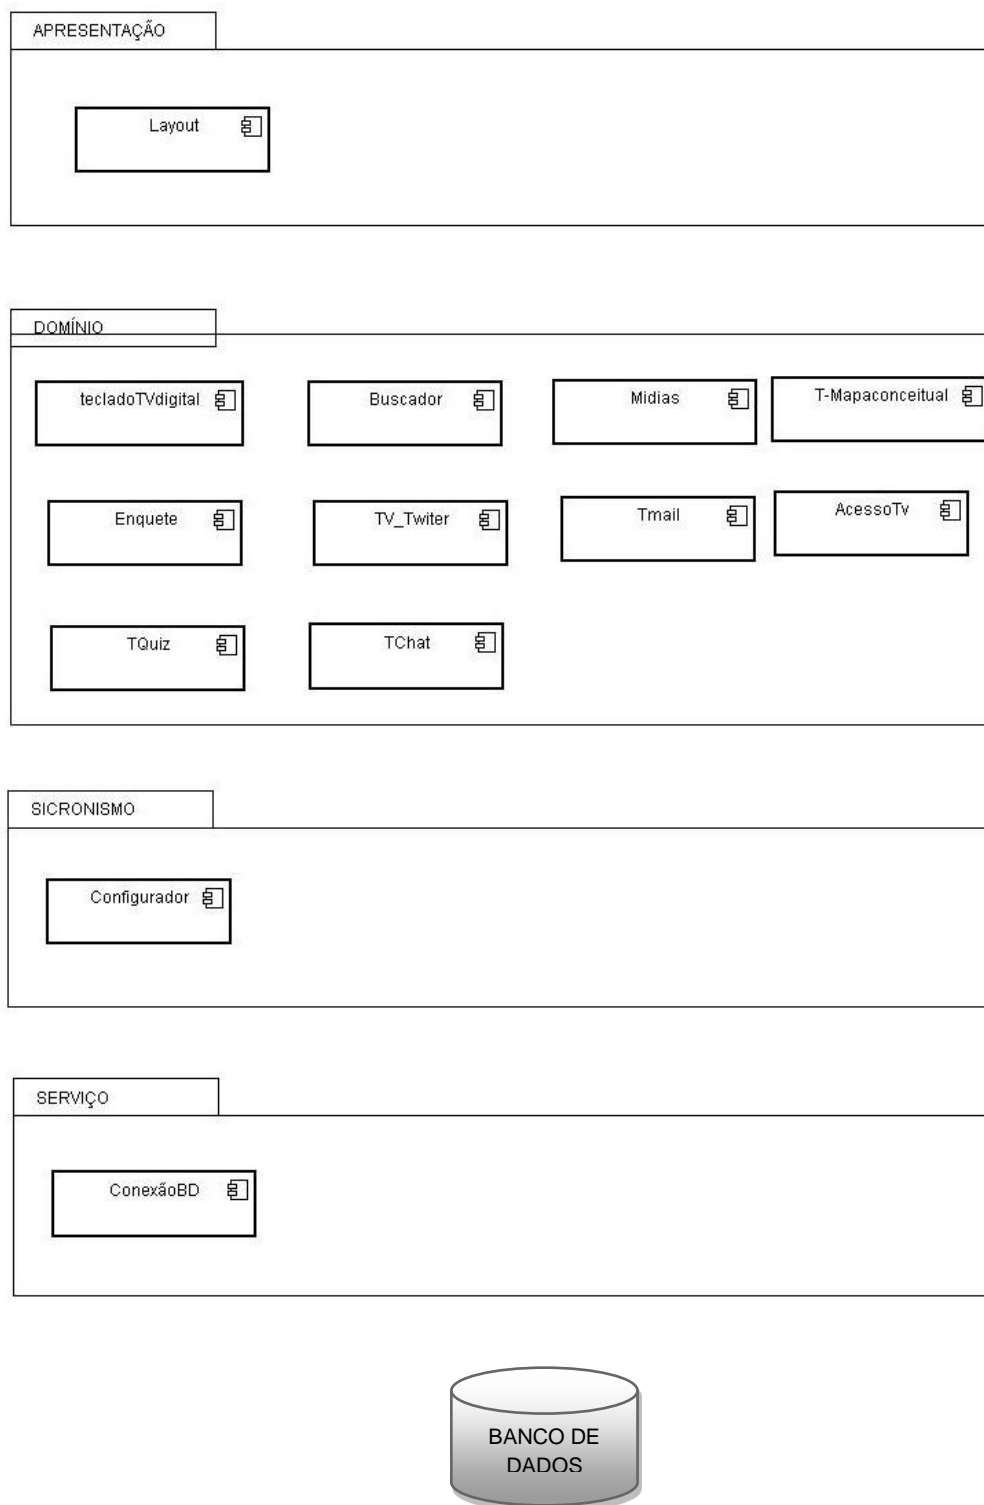 APRESENTAÇÃO
Layout
DOMÍNIO
tecladoTVdigital
Buscador
Midias
T-Mapaconceitual
Enquete
TV_Twiter
Tmail
AcessoTv
TQuiz
TChat
SICRONISMO
Configurador
SERVIÇO
ConexãoBD
BANCO DE
DADOS